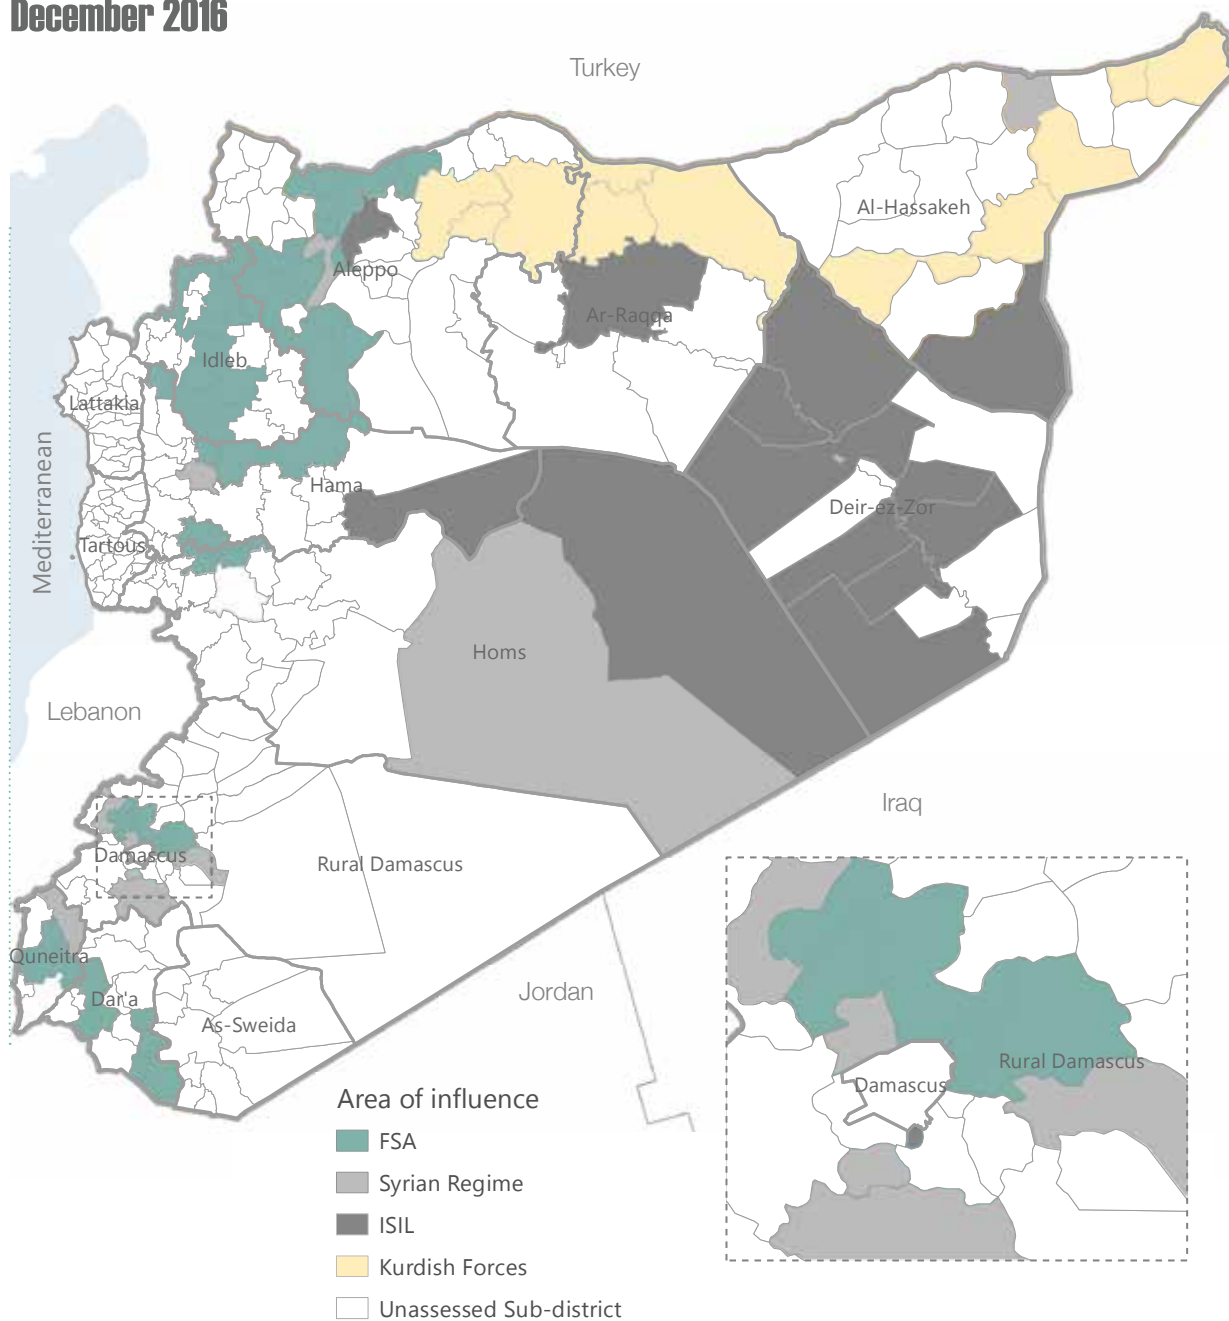 December 2016
Turkey
Al-Hassakeh
Aleppo
Ar-Raqqa
Idleb
Lattakia
Mediterranean
Hama
Deir-ez-Zor
Tartous
Homs
Lebanon
Iraq
Damascus
Rural Damascus
Quneitra
Jordan
Dar'a
As-Sweida
Rural Damascus
Damascus
Area of influence
FSA
Syrian Regime
ISIL
Kurdish Forces
Unassessed Sub-district